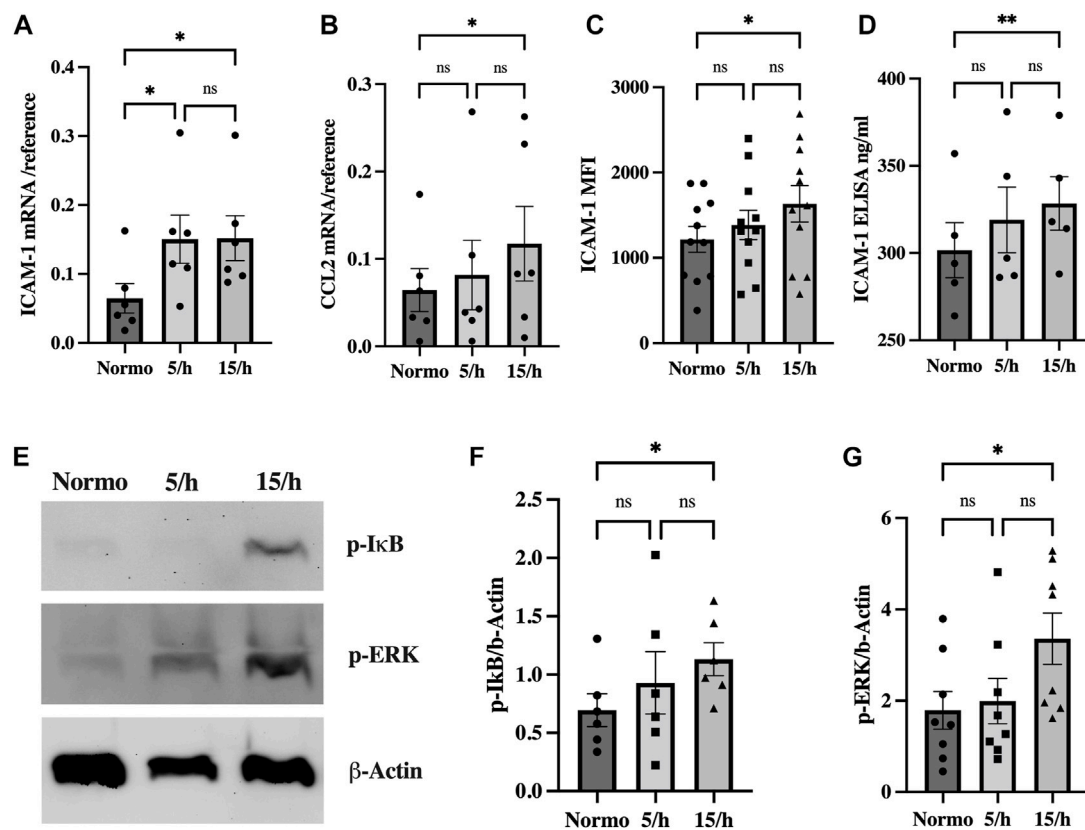 A
*
*
ns
0.4
0.3
0.2
0.1
0.0
ICAM-1 mRNA /reference
Normo 5/h 15/h
B
*
ns ns
0.3
0.2
0.1
0.0
CCL2 mRNA/reference
Normo 5/h 15/h
C
*
ns ns
3000
2000
1000
0
ICAM-1 MFI
Normo 5/h 15/h
D
**
ns ns
400
350
300
250
ICAM-1 ELISA ng/ml
Normo 5/h 15/h
E
Normo 5/h 15/h
p-IκB
p-ERK
β-Actin
F
*
ns ns
2.5
2.0
1.5
1.0
0.5
0.0
p-IkB/b-Actin
Normo 5/h 15/h
G
*
ns ns
6
4
2
0
p-ERK/b-Actin
Normo 5/h 15/h